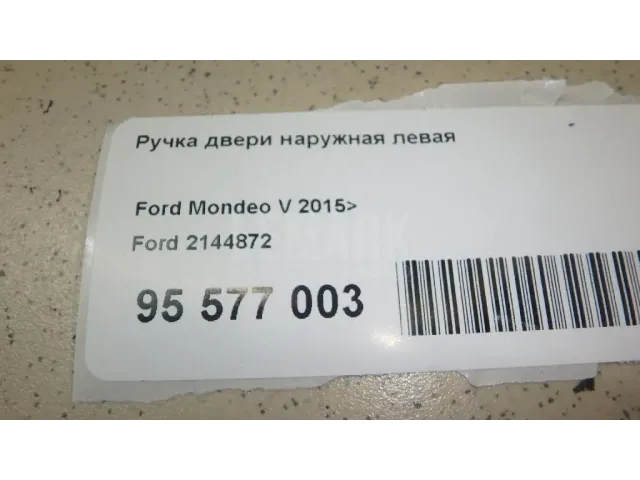 Ручка двери наружная левая
Ford Mondeo V 2015>
Ford 2144872
95 577 003